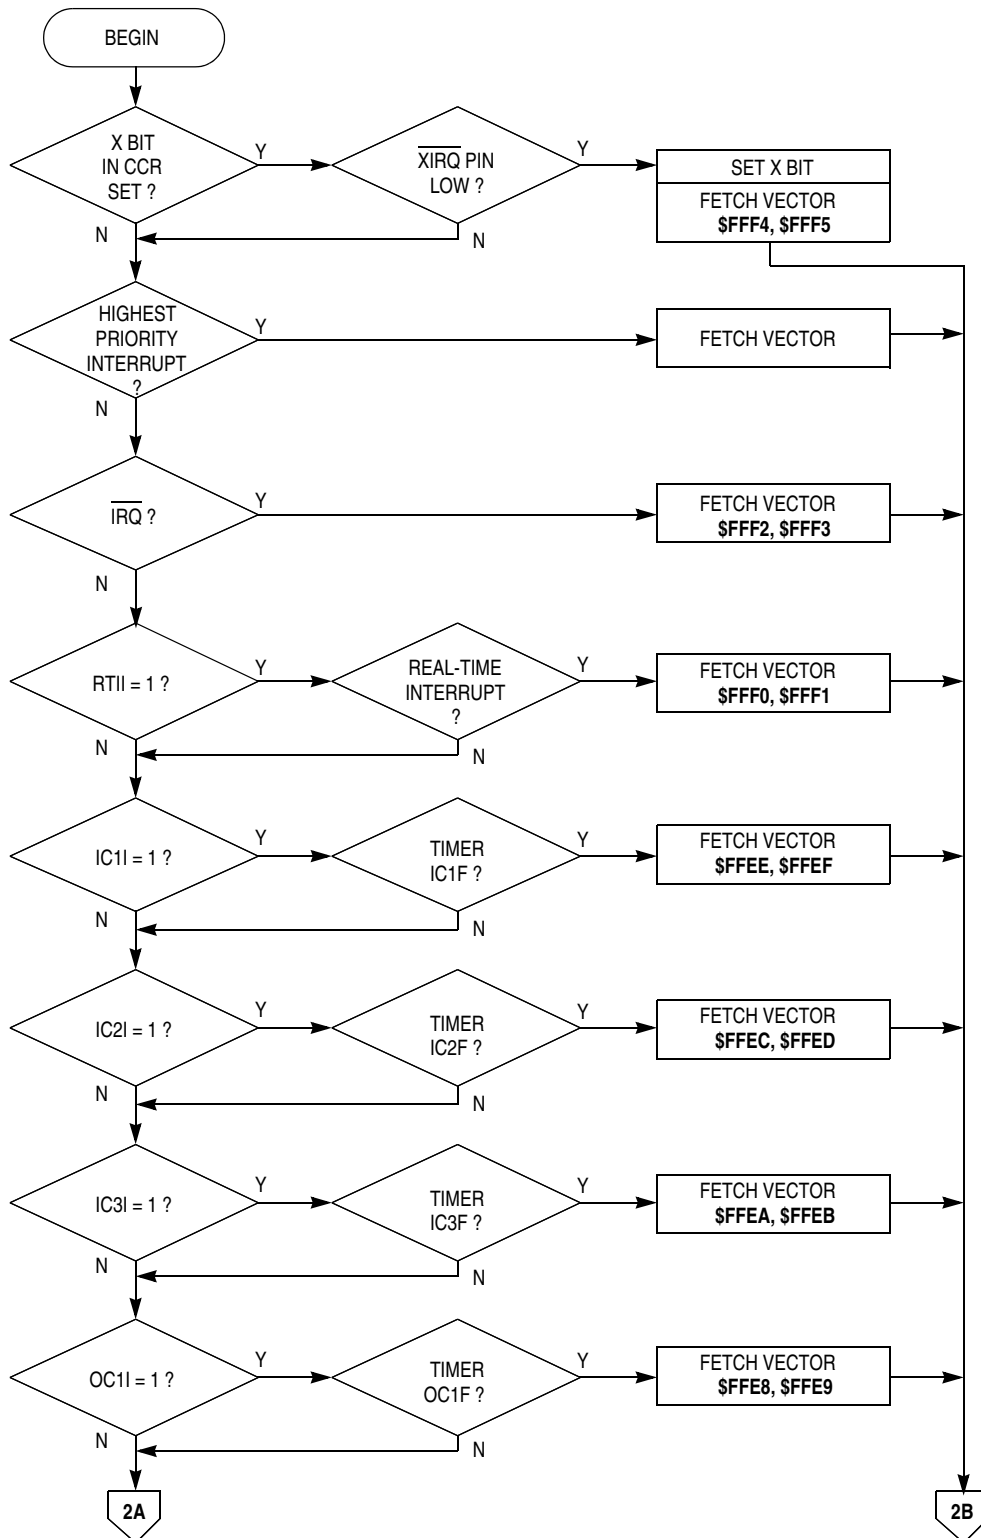 BEGIN
X BIT
IN CCR
SET ?
Y
XIRQ PIN
LOW ?
Y
SET X BIT
FETCH VECTOR
$FFF4, $FFF5
N
N
HIGHEST
PRIORITY
INTERRUPT
?
Y
FETCH VECTOR
N
IRQ ?
Y
FETCH VECTOR
$FFF2, $FFF3
N
RTII = 1 ?
Y
REAL-TIME
INTERRUPT
?
Y
FETCH VECTOR
$FFF0, $FFF1
N
N
IC1I = 1 ?
Y
TIMER
IC1F ?
Y
FETCH VECTOR
$FFEE, $FFEF
N
N
IC2I = 1 ?
Y
TIMER
IC2F ?
Y
FETCH VECTOR
$FFEC, $FFED
N
N
IC3I = 1 ?
Y
TIMER
IC3F ?
Y
FETCH VECTOR
$FFEA, $FFEB
N
N
OC1I = 1 ?
Y
TIMER
OC1F ?
Y
FETCH VECTOR
$FFE8, $FFE9
N
N
2A
2B